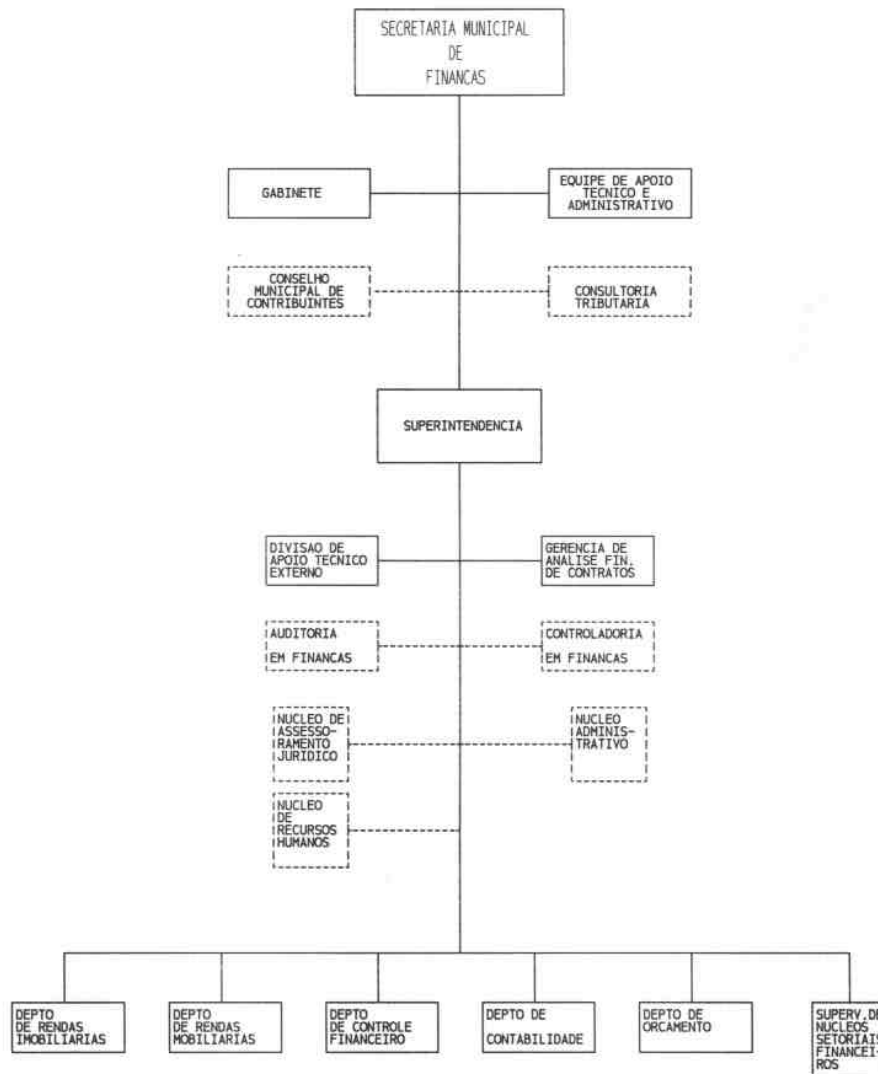 SECRETARIA MUNICIPAL
DE
FINANCAS
GABINETE
EQUIPE DE APOIO
TECNICO E
ADMINISTRATIVO
CONSELHO
MUNICIPAL DE
CONTRIBUINTES
CONSULTORIA
TRIBUTARIA
SUPERINTENDENCIA
DIVISAO DE
APOIO TECNICO
EXTERNO
GERENCIA DE
ANALISE FIN.
DE CONTRATOS
AUDITORIA
EM FINANCAS
CONTROLADORIA
EM FINANCAS
NUCLEO DE
ASSESSO-
RAMENTO
JURIDICO
NUCLEO
ADMINIS-
TRATIVO
NUCLEO
DE
RECURSOS
HUMANOS
DEPTO
DE RENDAS
IMOBILIARIAS
DEPTO
DE RENDAS
MOBILIARIAS
DEPTO
DE CONTROLE
FINANCEIRO
DEPTO DE
CONTABILIDADE
DEPTO DE
ORCAMENTO
SUPERV.DE
NUCLEOS
SETORIAIS
FINANCEI-
ROS